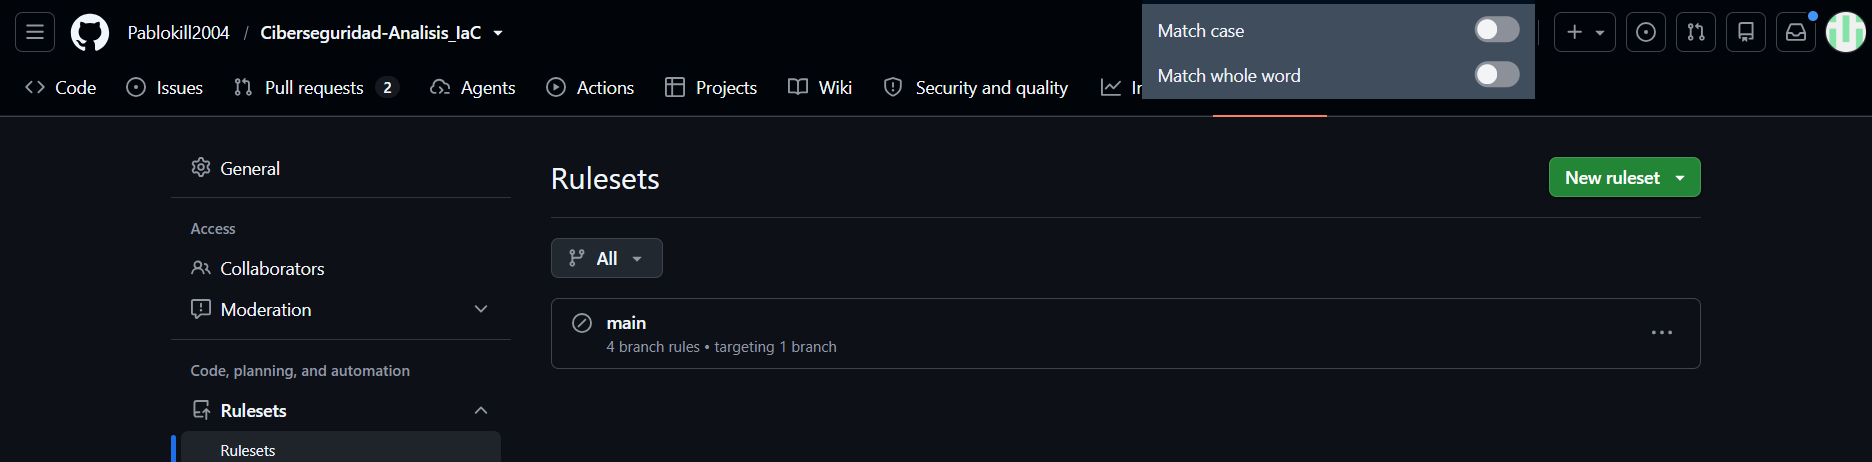 Pablokill2004 / Ciberseguridad-Analisis_IaC
Match case
Match whole word
Code Issues Pull requests 2 Agents Actions Projects Wiki Security and quality
General
Access
Collaborators
Moderation
Code, planning, and automation
Rulesets
Rulesets
Rulesets
New ruleset
All
main
4 branch rules • targeting 1 branch